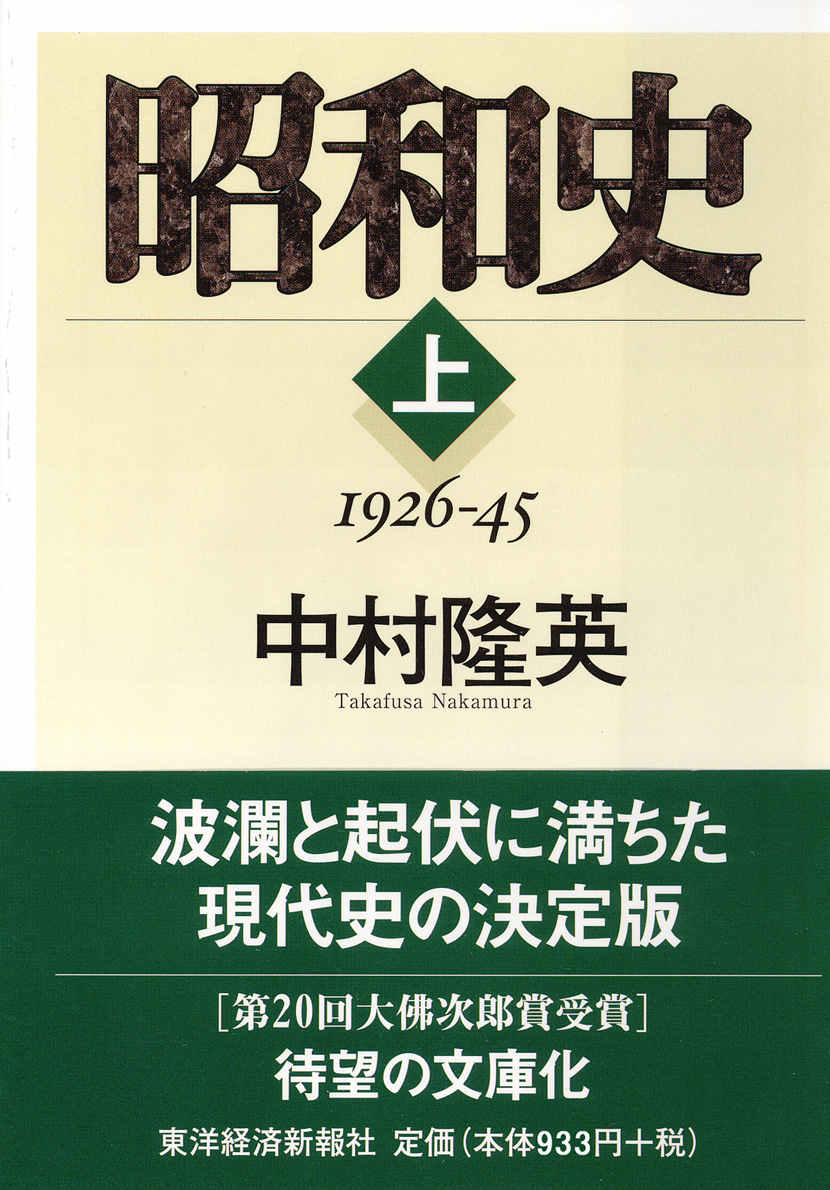 昭和史
上
1926-45
中村隆英
Takafusa Nakamura
波瀾と起伏に満ちた
現代史の決定版
[第20回大佛次郎賞受賞]
待望の文庫化
東洋経済新報社 定価(本体933円+税)